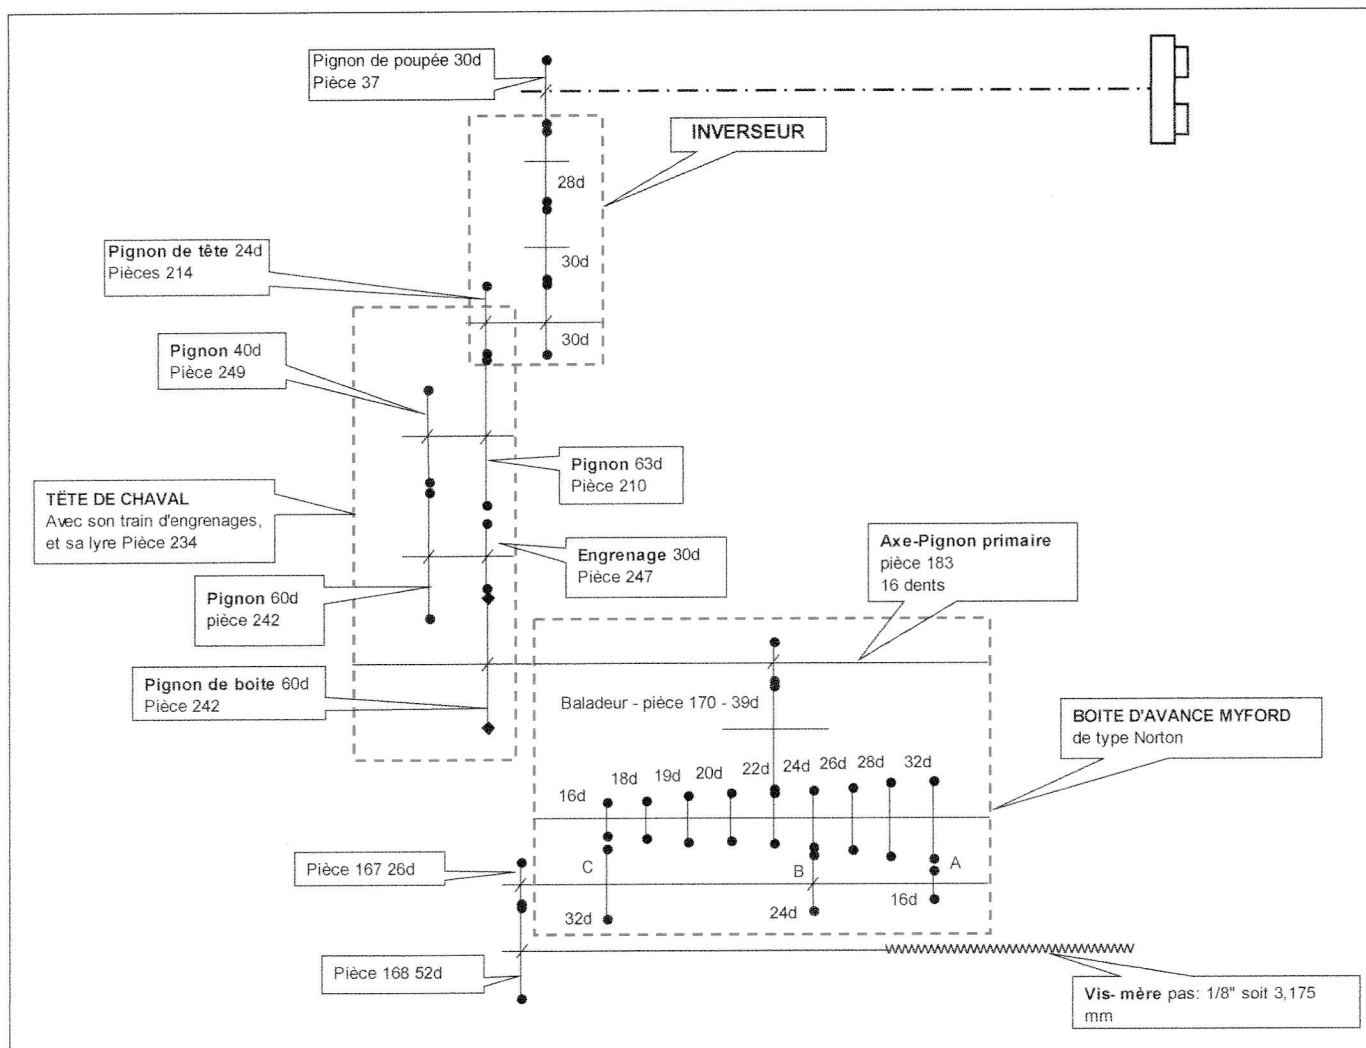 Pignon de poupée 30d
Pièce 37
INVERSEUR
28d
Pignon de tête 24d
Pièces 214
30d
30d
Pignon 40d
Pièce 249
Pignon 63d
Pièce 210
TËTE DE CHAVAL
Avec son train d'engrenages,
et sa lyre Pièce 234
Axe-Pignon primaire
pièce 183
16 dents
Engrenage 30d
Pièce 247
Pignon 60d
pièce 242
Pignon de boite 60d
Pièce 242
Baladeur - pièce 170 - 39d
BOITE D'AVANCE MYFORD
de type Norton
16d
18d
19d
20d
22d
24d
26d
28d
32d
Pièce 167 26d
C
B
A
32d
24d
16d
Pièce 168 52d
Vis- mère pas: 1/8" soit 3,175
mm